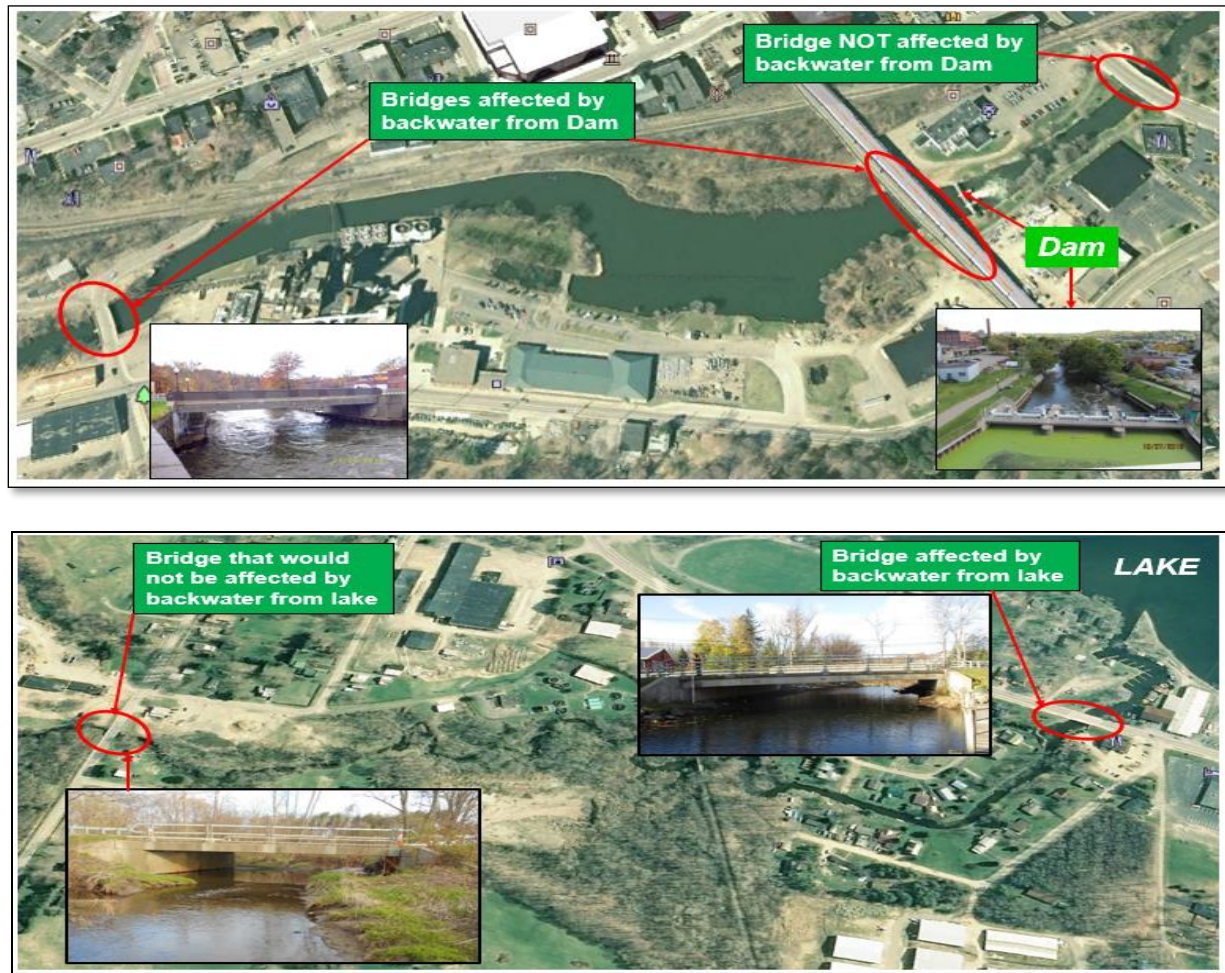 Bridge NOT affected by
backwater from Dam
Bridges affected by
backwater from Dam
Dam
Bridge that would
not be affected by
backwater from lake
Bridge affected by
backwater from lake
LAKE